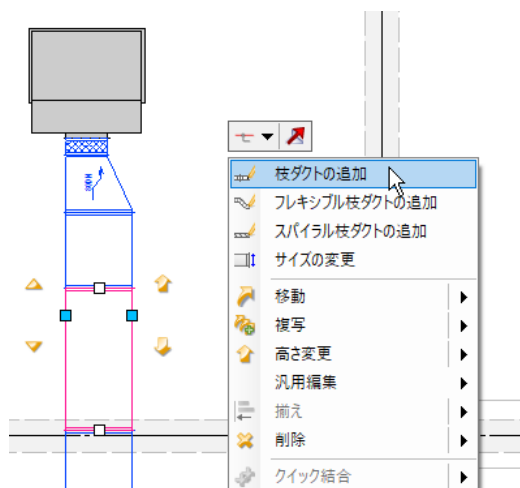 枝ダクトの追加
フレキシブル枝ダクトの追加
スパイラル枝ダクトの追加
サイズの変更
移動
複写
高さ変更
汎用編集
揃え
削除
クイック結合